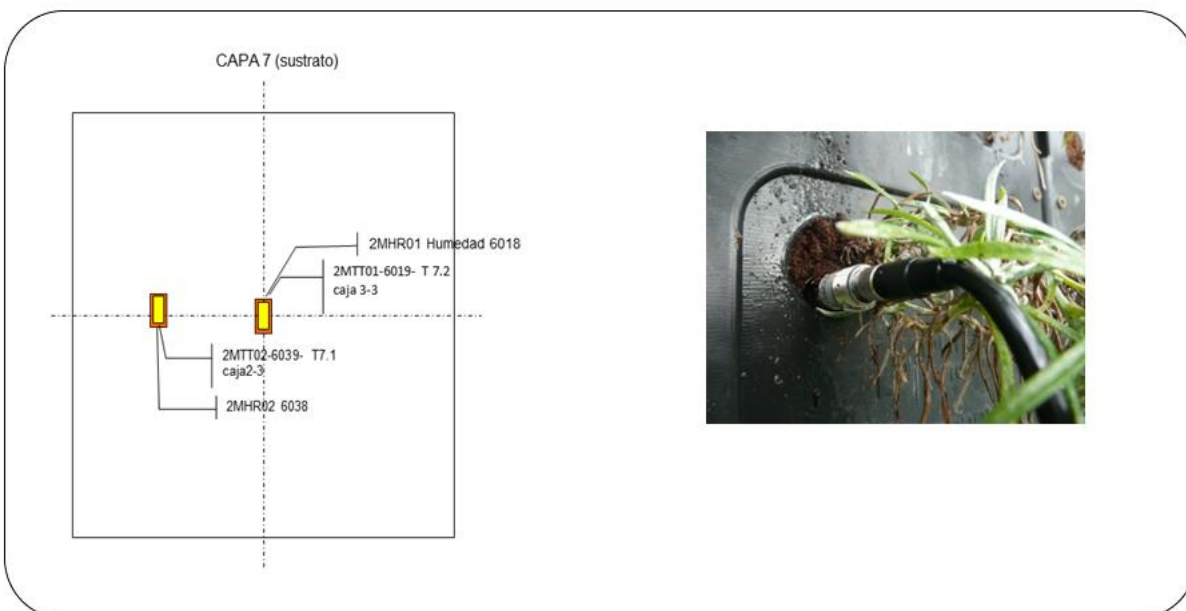 CAPA 7 (sustrato)
2MHR01 Humedad 6018
2MTT01-6019- T 7.2
caja 3-3
2MTT02-6039- T7.1
caja2-3
2MHR02 6038